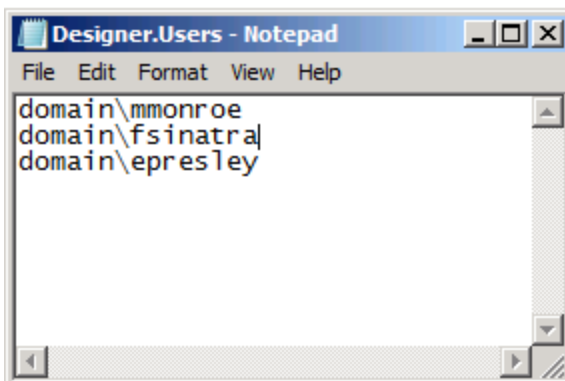 Designer.Users - Notepad
File Edit Format View Help
domain\mmonroe
domain\fsinatra
domain\epresley